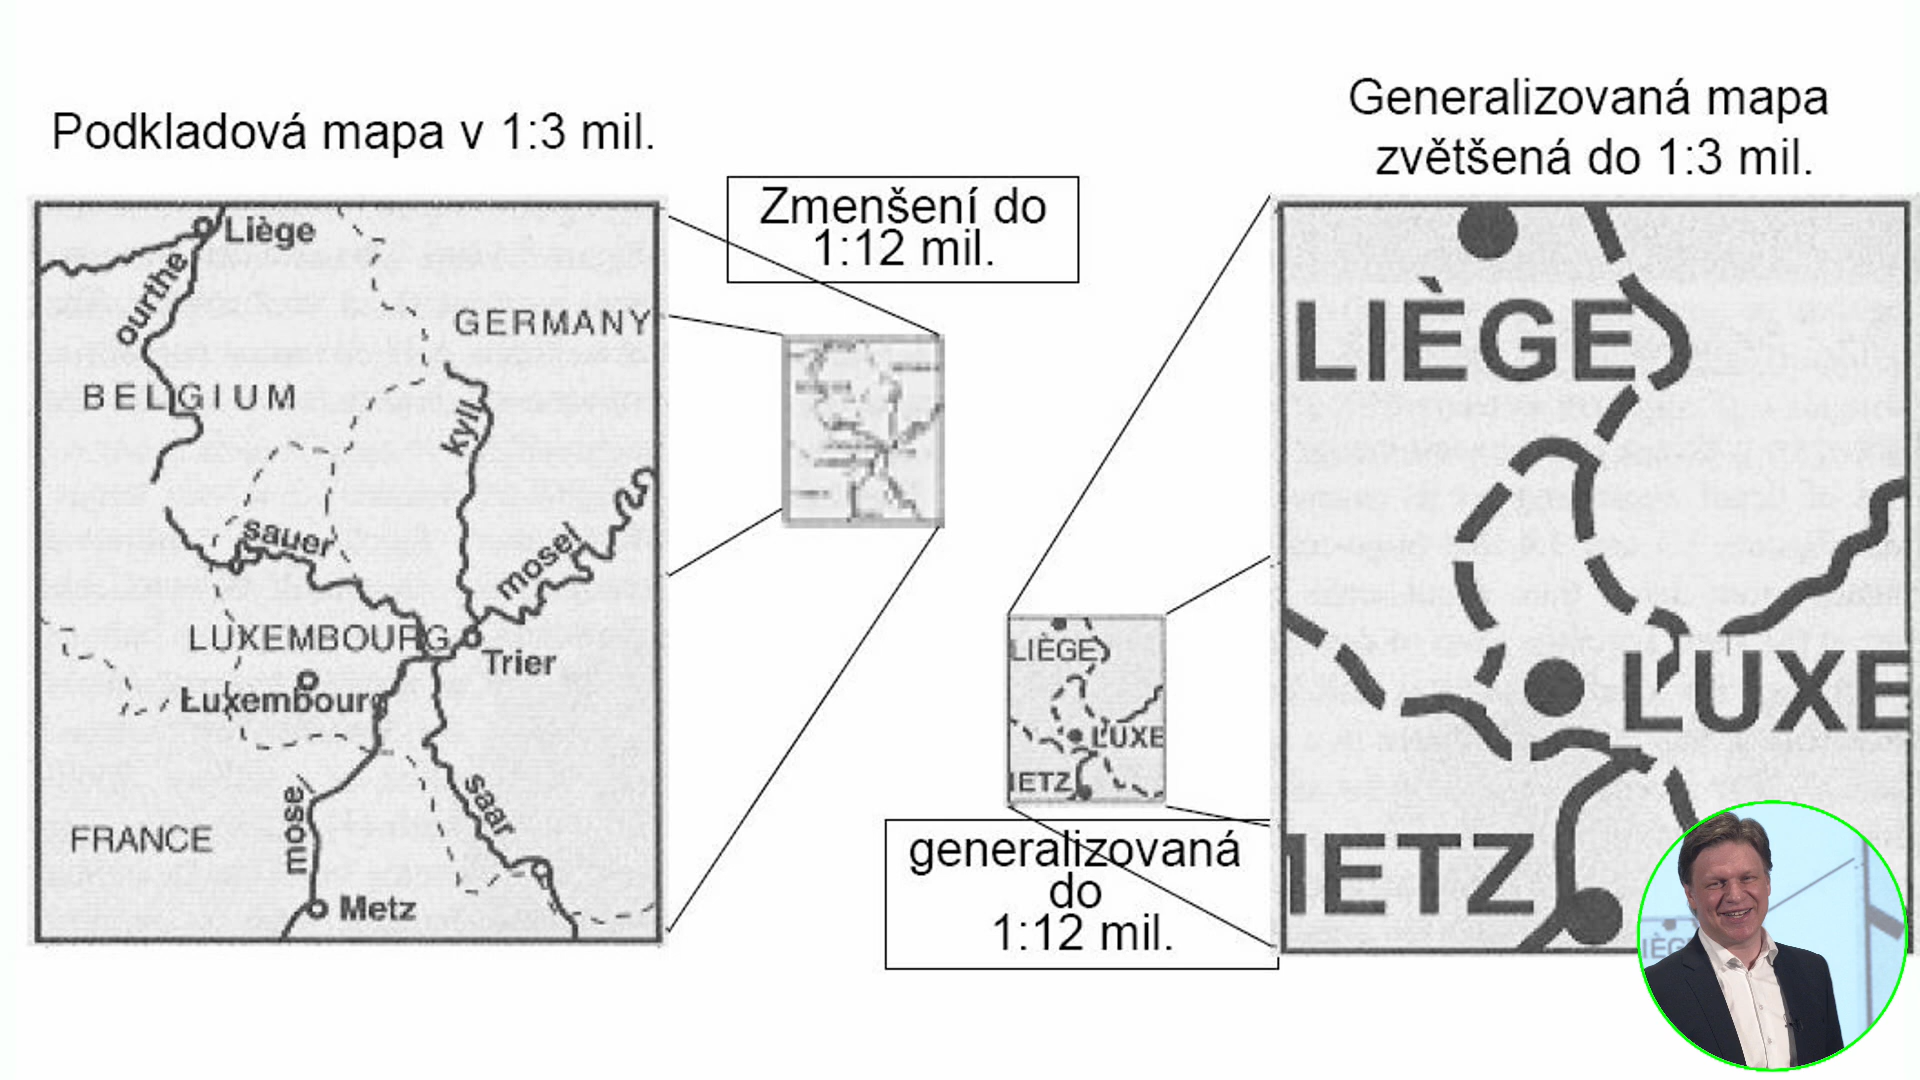 Podkladová mapa v 1:3 mil.
Liège
ourthe
GERMANY
BELGIUM
kyll
sauer
mosel
LUXEMBOURG
Trier
Luxembourg
saar
mosel
FRANCE
Metz
Zmenšení do
1:12 mil.
LIÈGE
LUXE
METZ
generalizovaná
do
1:12 mil.
Generalizovaná mapa
zvětšená do 1:3 mil.
LIÈGE
LUXE
METZ